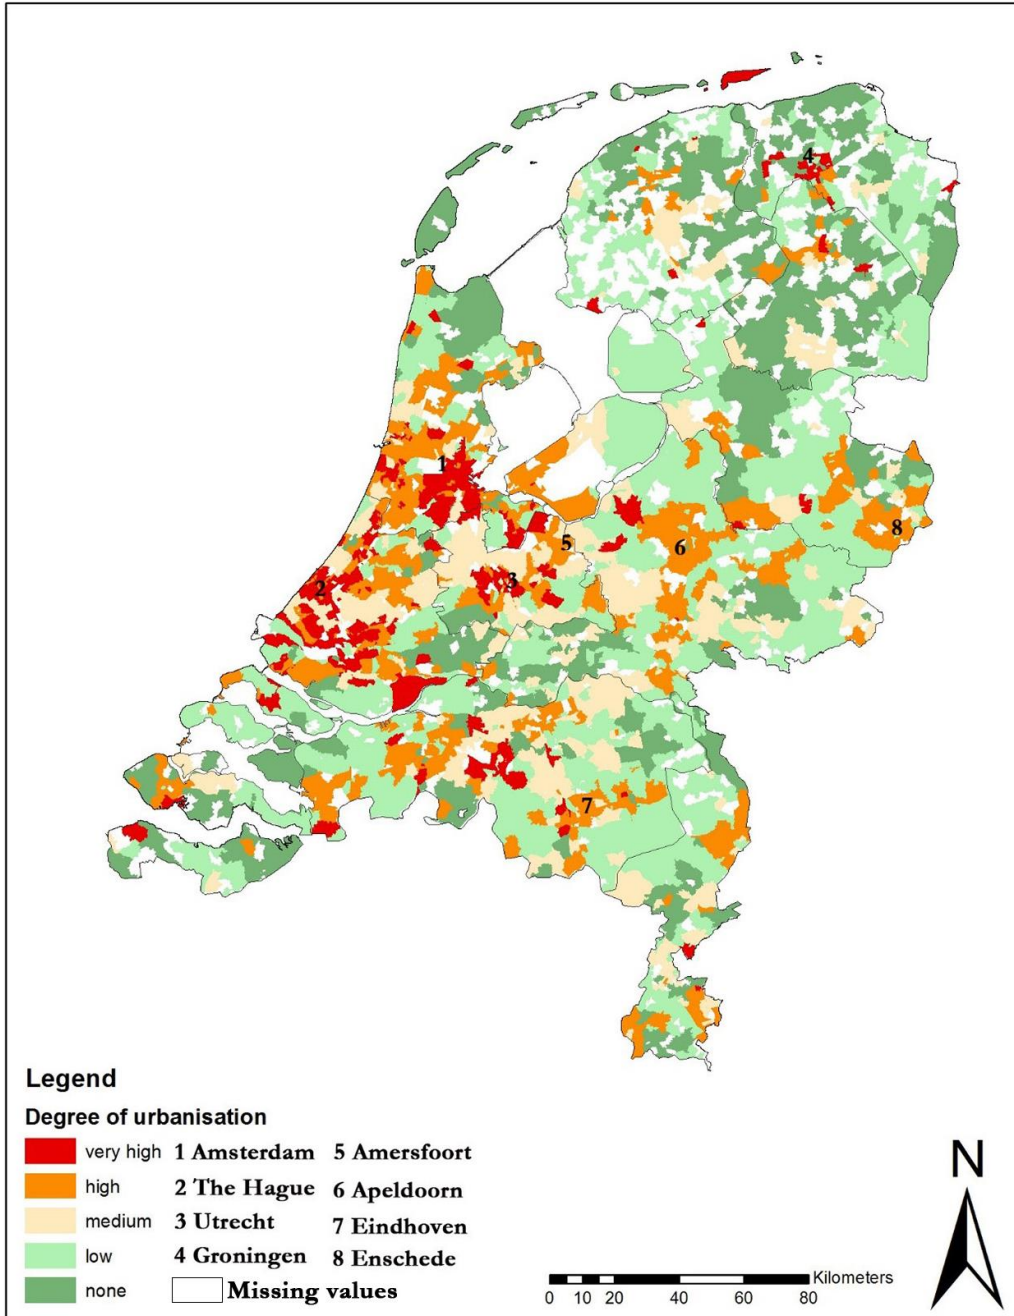 4
1
5
8
6
3
2
7
Legend
Degree of urbanisation
very high 1 Amsterdam 5 Amersfoort
high 2 The Hague 6 Apeldoorn
medium 3 Utrecht 7 Eindhoven
low 4 Groningen 8 Enschede
none Missing values
N
Kilometers
0 10 20 40 60 80